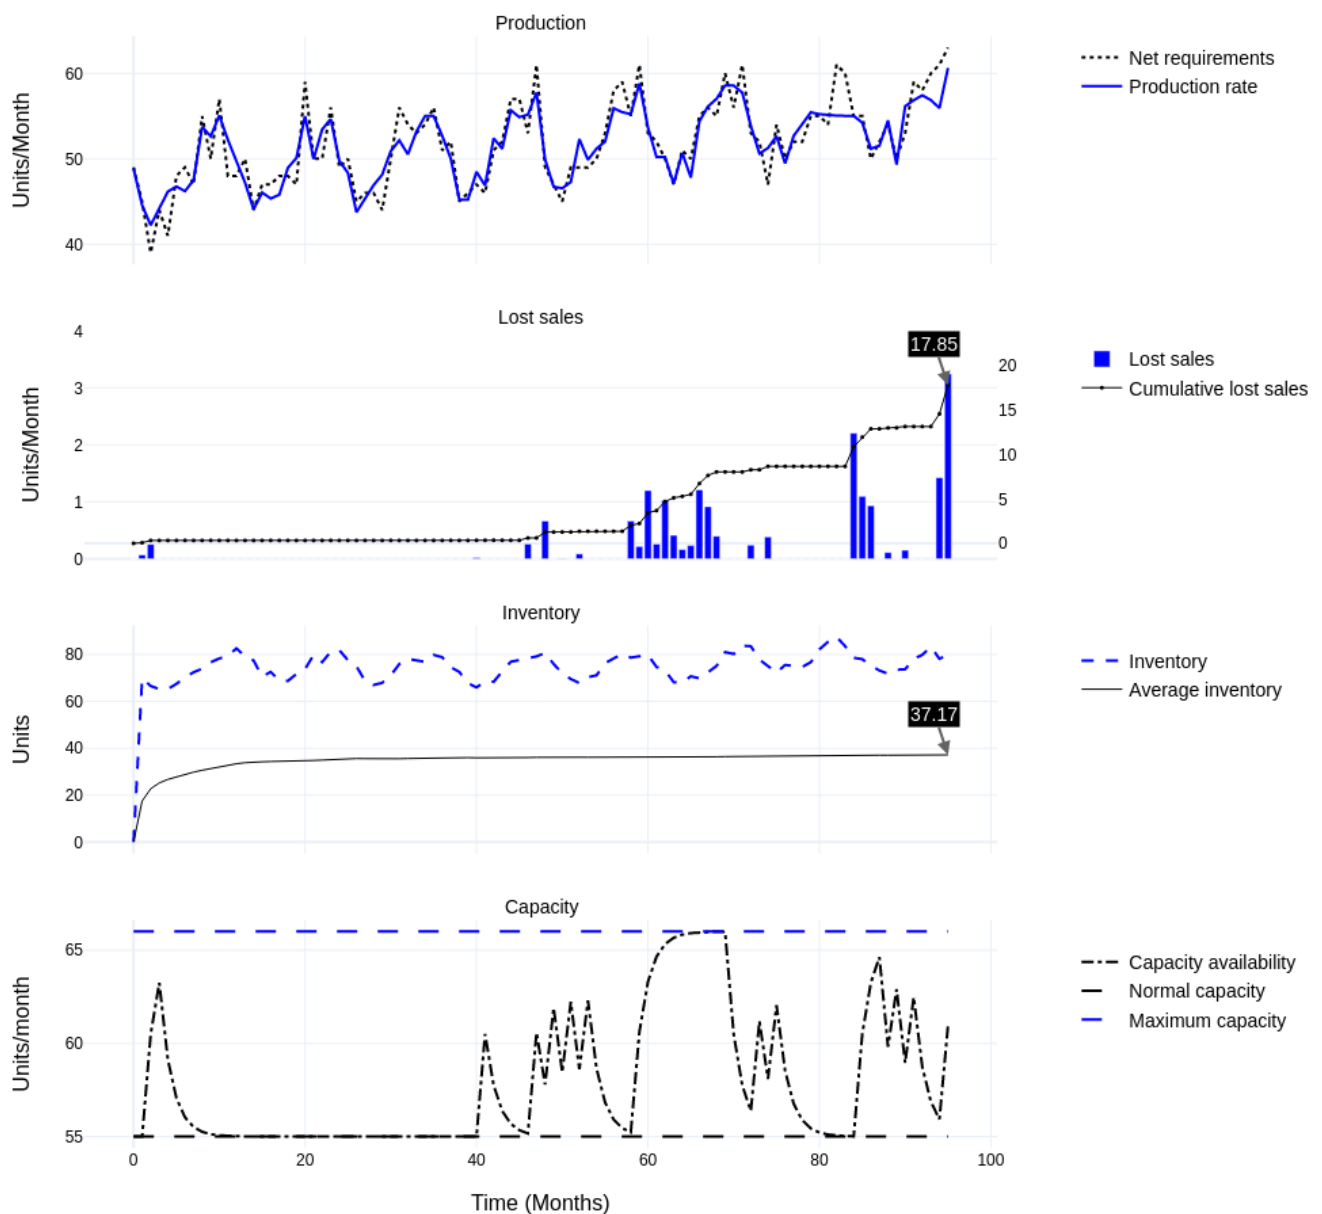 Production
60
50
40
Units/Month
Net requirements
Production rate
Lost sales
4
3
2
1
0
Units/Month
17.85
20
15
10
5
0
Lost sales
Cumulative lost sales
Inventory
80
60
40
20
0
Units
37.17
Inventory
Average inventory
Capacity
65
60
55
Units/month
0 20 40 60 80 100
Time (Months)
Capacity availability
Normal capacity
Maximum capacity